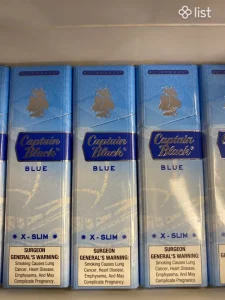 list
Captain
Black
BLUE
X-SLIM
SURGEON
GENERAL'S WARNING:
Smoking Causes Lung
Cancer, Heart Disease,
Emphysema, And May
Complicate Pregnancy
Captain
Black
BLUE
X-SLIM
SURGEON
GENERAL'S WARNING:
Smoking Causes Lung
Cancer, Heart Disease,
Emphysema, And May
Complicate Pregnancy
Captain
Black
BLUE
X-SLIM
SURGEON
GENERAL'S WARNING:
Smoking Causes Lung
Cancer, Heart Disease,
Emphysema, And May
Complicate Pregnancy